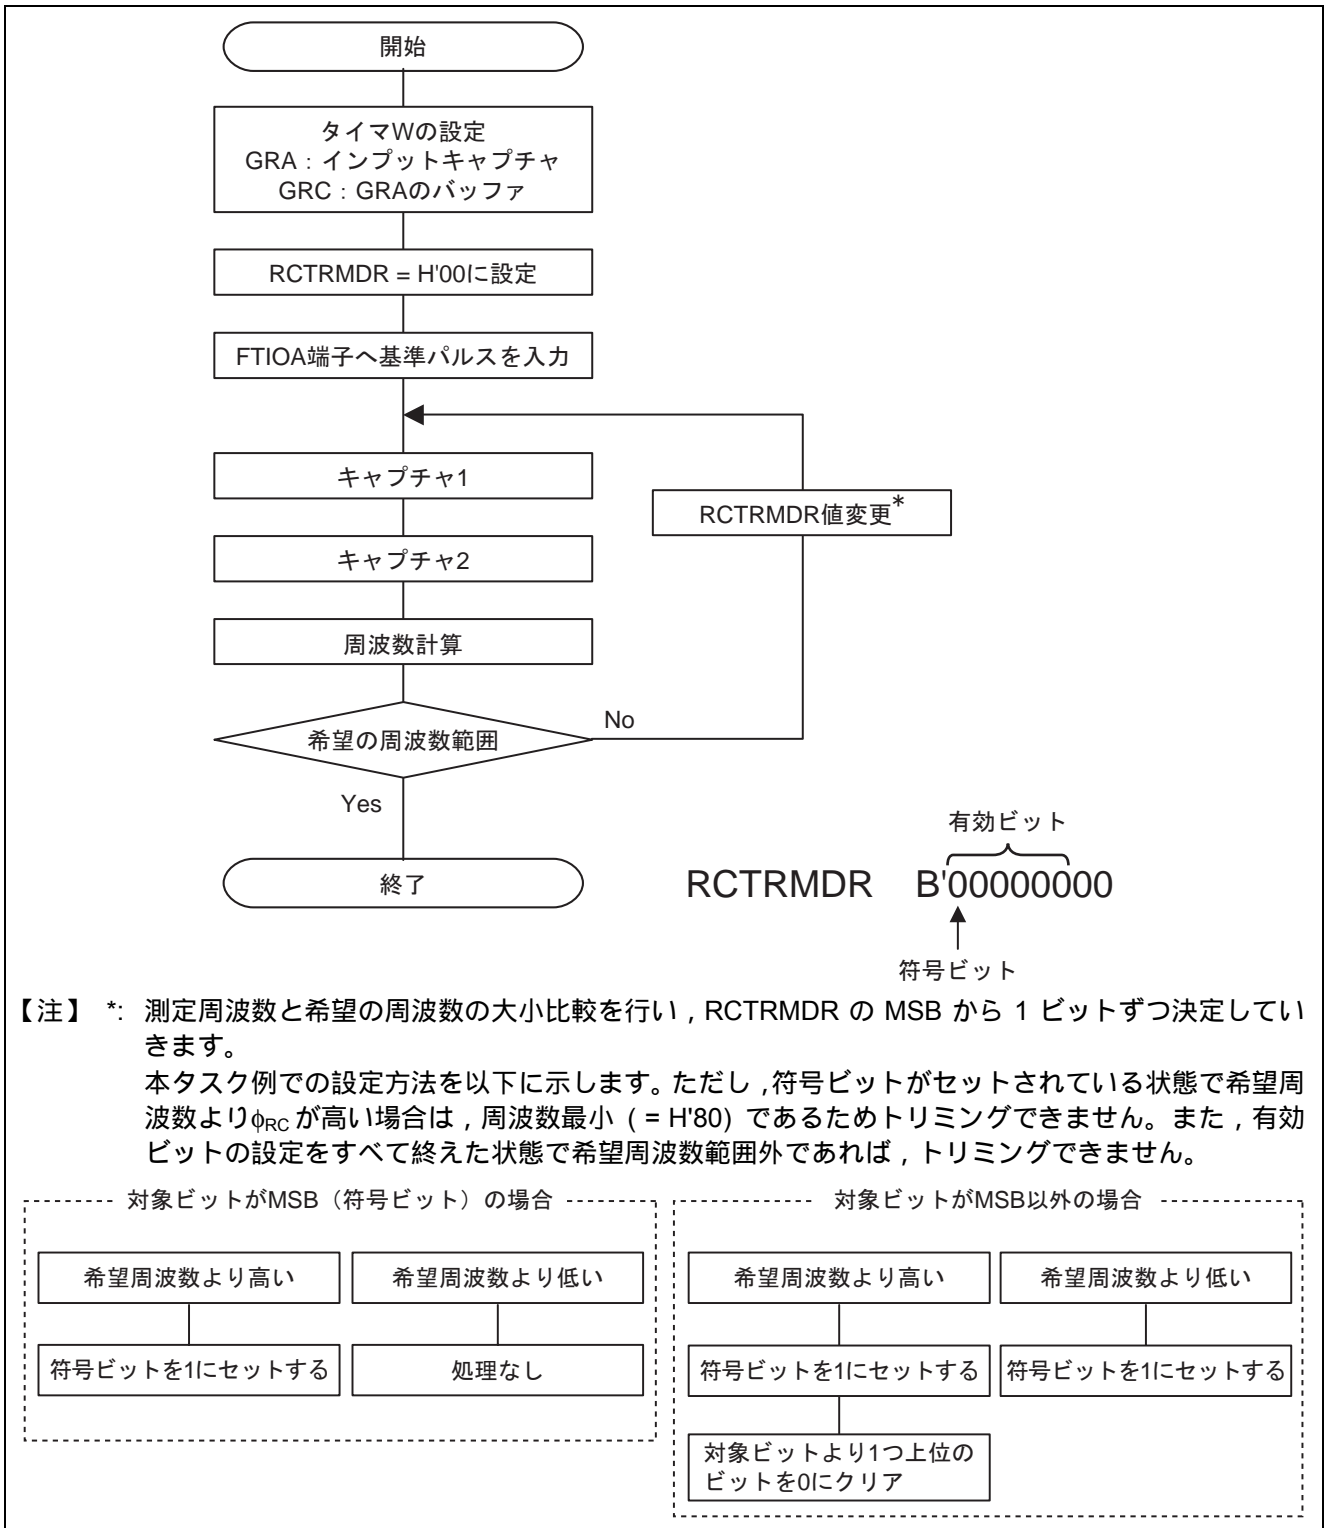 開始
タイマWの設定
GRA：インプットキャプチャ
GRC：GRAのバッファ
RCTRMDR = H'00に設定
FTIOA端子へ基準パルスを入力
キャプチャ1
RCTRMDR値変更*
キャプチャ2
周波数計算
希望の周波数範囲
No
Yes
終了
有効ビット
RCTRMDR B'00000000
符号ビット
【注】 *: 測定周波数と希望の周波数の大小比較を行い，RCTRMDR の MSB から 1 ビットずつ決定してい
きます。
本タスク例での設定方法を以下に示します。ただし，符号ビットがセットされている状態で希望周
波数よりφRC が高い場合は，周波数最小 ( = H'80) であるためトリミングできません。また，有効
ビットの設定をすべて終えた状態で希望周波数範囲外であれば，トリミングできません。
対象ビットがMSB（符号ビット）の場合
希望周波数より高い
希望周波数より低い
符号ビットを1にセットする
処理なし
対象ビットがMSB以外の場合
希望周波数より高い
希望周波数より低い
符号ビットを1にセットする
符号ビットを1にセットする
対象ビットより1つ上位の
ビットを0にクリア